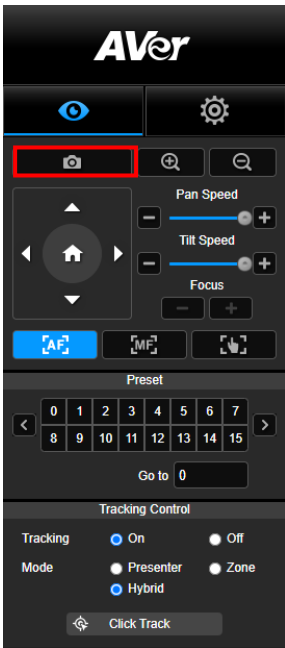 AVer
Pan Speed
Tilt Speed
Focus
AF
MF
Preset
0 1 2 3 4 5 6 7
8 9 10 11 12 13 14 15
Go to 0
Tracking Control
Tracking On Off
Mode Presenter Zone
Hybrid
Click Track